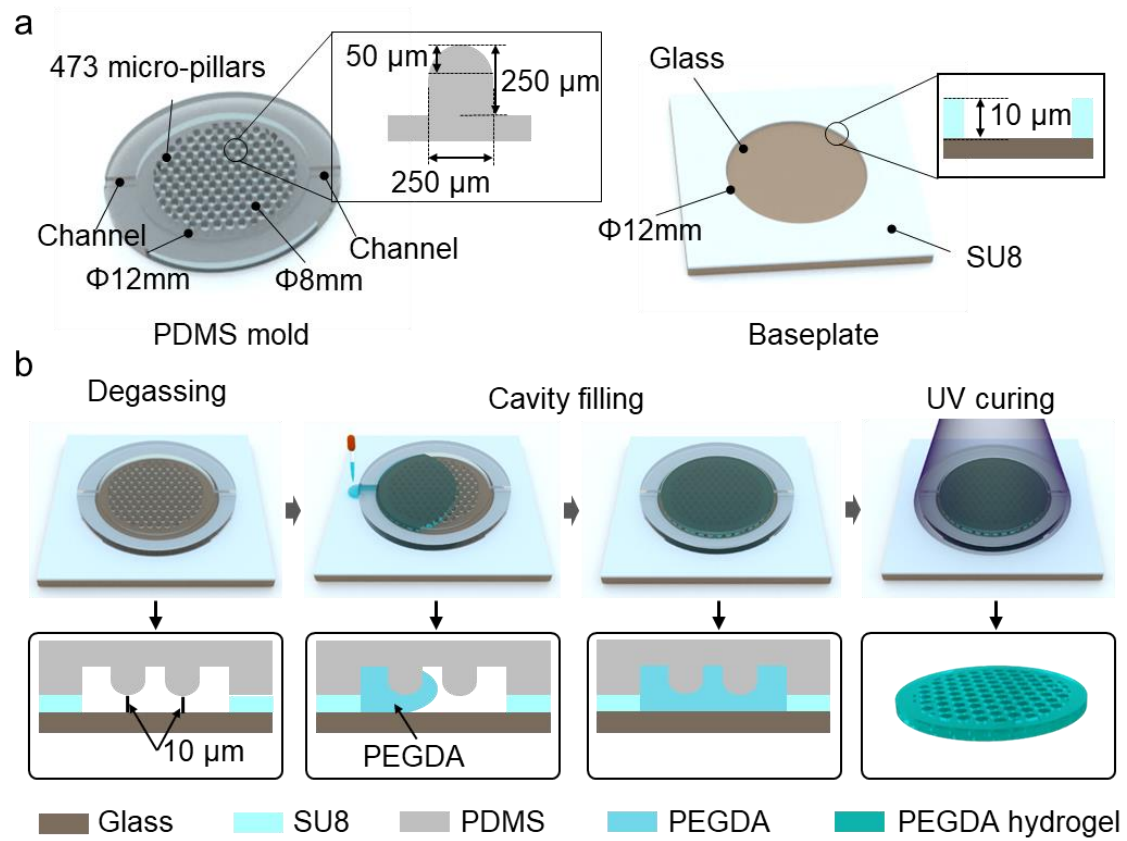 a
473 micro-pillars
50 μm
250 μm
250 μm
Channel
Channel
Φ12mm
Φ8mm
PDMS mold
Glass
10 μm
Φ12mm
SU8
Baseplate
b
Degassing
Cavity filling
UV curing
10 μm
PEGDA
Glass
SU8
PDMS
PEGDA
PEGDA hydrogel